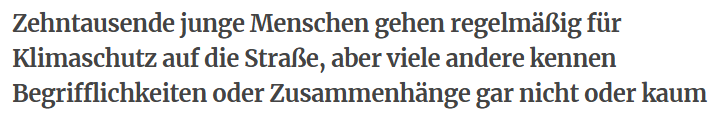 Zehntausende junge Menschen gehen regelmäßig für
Klimaschutz auf die Straße, aber viele andere kennen
Begrifflichkeiten oder Zusammenhänge gar nicht oder kaum